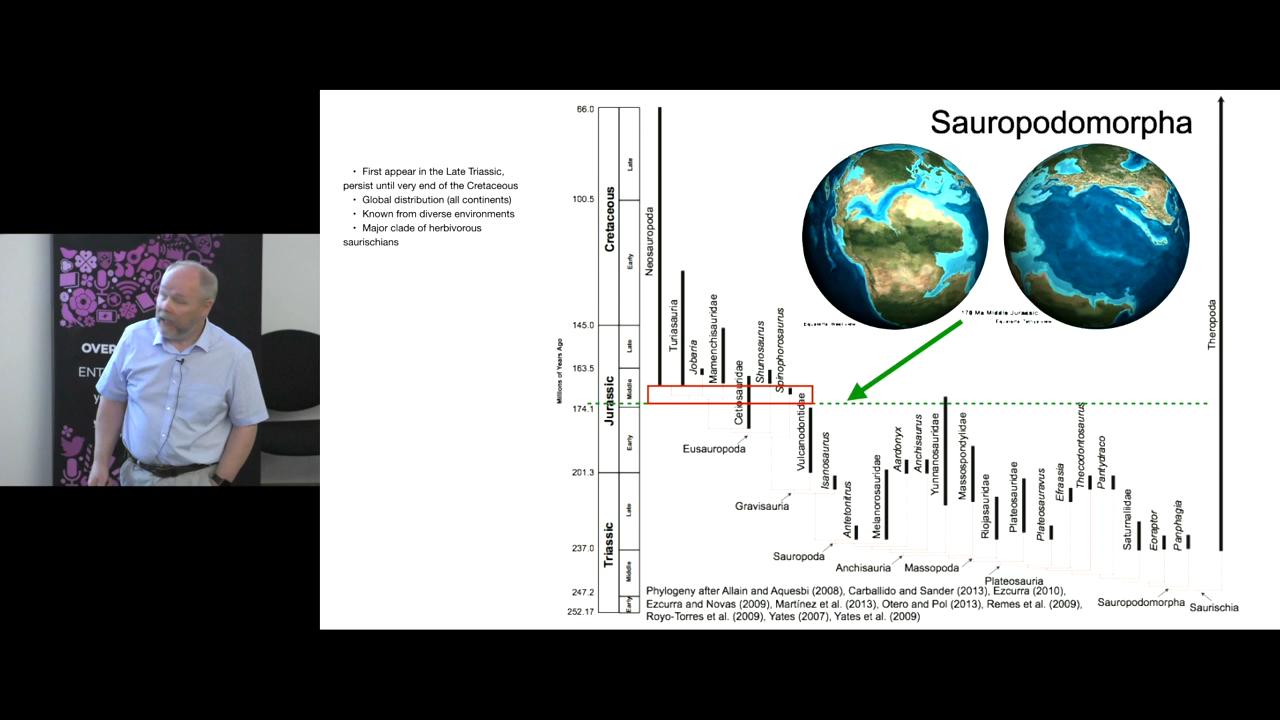 Sauropodomorpha
• First appear in the Late Triassic,
persist until very end of the Cretaceous
• Global distribution (all continents)
• Known from diverse environments
• Major clade of herbivorous
saurischians
OVER
ENT
y
Millions of Years Ago
66.0
100.5
145.0
163.5
174.1
201.3
237.0
247.2
252.17
Cretaceous
Jurassic
Triassic
Late
Early
Late
Middle
Early
Late
Middle
Early
Neosauropoda
Turiasauria
Jobaria
Mamenchisauridae
Cetiosauridae
Shunosaurus
Spinophorosaurus
Vulcanodontidae
Isanosaurus
Antetonitrus
Melanorosauridae
Aardonyx
Anchisaurus
Yunnanosauridae
Massospondylidae
Riojasauridae
Plateosauridae
Plateosauravus
Efraasia
Thecodontosaurus
Pantydraco
Saturnaliidae
Eoraptor
Panphagia
Theropoda
Eusauropoda
Gravisauria
Sauropoda
Anchisauria
Massopoda
Plateosauria
Sauropodomorpha
Saurischia
170 Ma Middle Jurassic
Phylogeny after Allain and Aquesbi (2008), Carballido and Sander (2013), Ezcurra (2010),
Ezcurra and Novas (2009), Martínez et al. (2013), Otero and Pol (2013), Remes et al. (2009),
Royo-Torres et al. (2009), Yates (2007), Yates et al. (2009)